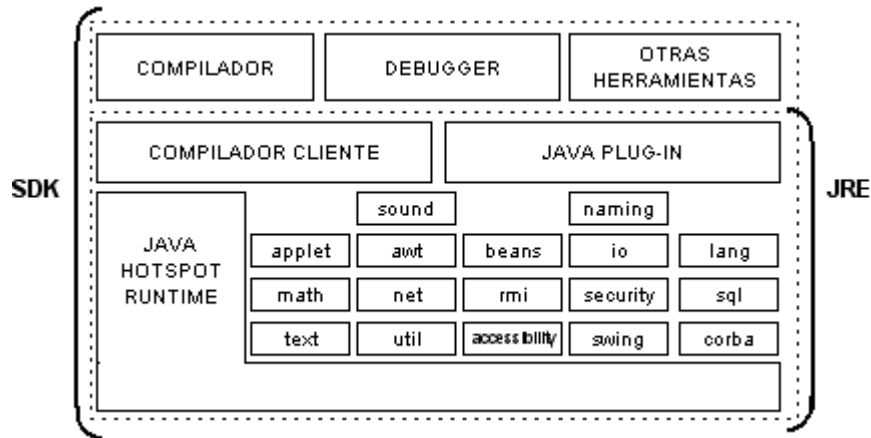 COMPILADOR
DEBUGGER
OTRAS
HERRAMIENTAS
COMPILADOR CLIENTE
JAVA PLUG-IN
SDK
JRE
JAVA
HOTSPOT
RUNTIME
sound
naming
applet
awt
beans
io
lang
math
net
rmi
security
sql
text
util
accessibility
swing
corba